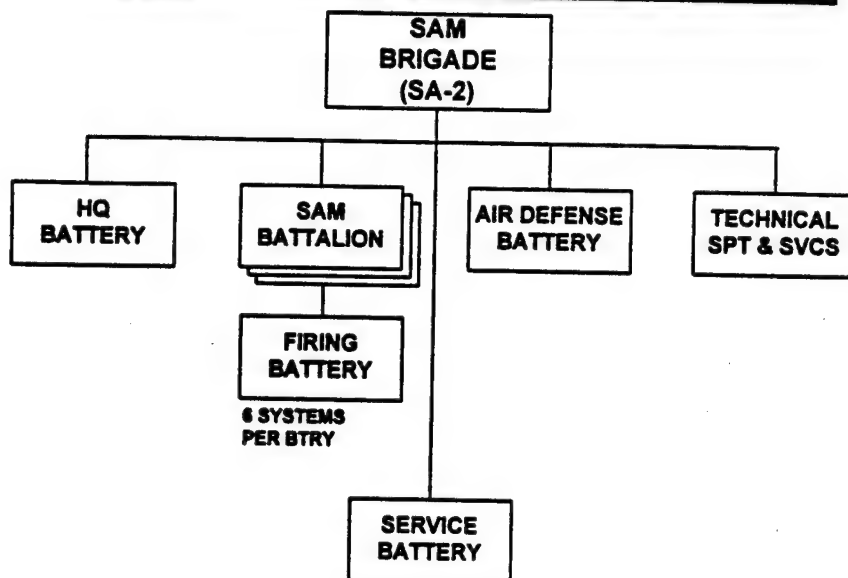 SAM
BRIGADE
(SA-2)
HQ
BATTERY
SAM
BATTALION
AIR DEFENSE
BATTERY
TECHNICAL
SPT & SVCS
FIRING
BATTERY
6 SYSTEMS
PER BTRY
SERVICE
BATTERY